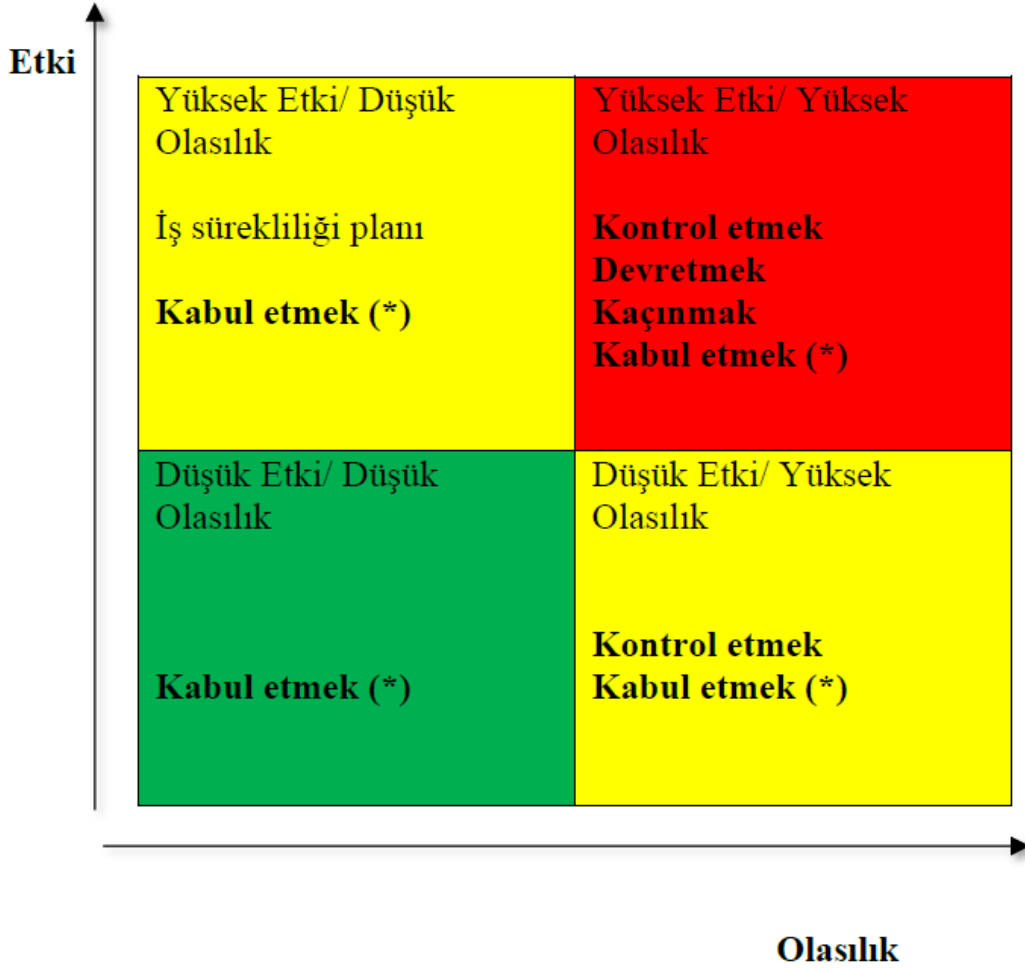 Etki
Yüksek Etki/ Düşük
Olasılık
İş sürekliliği planı
Kabul etmek (*)
Yüksek Etki/ Yüksek
Olasılık
Kontrol etmek
Devretmek
Kaçınmak
Kabul etmek (*)
Düşük Etki/ Düşük
Olasılık
Kabul etmek (*)
Düşük Etki/ Yüksek
Olasılık
Kontrol etmek
Kabul etmek (*)
Olasılık